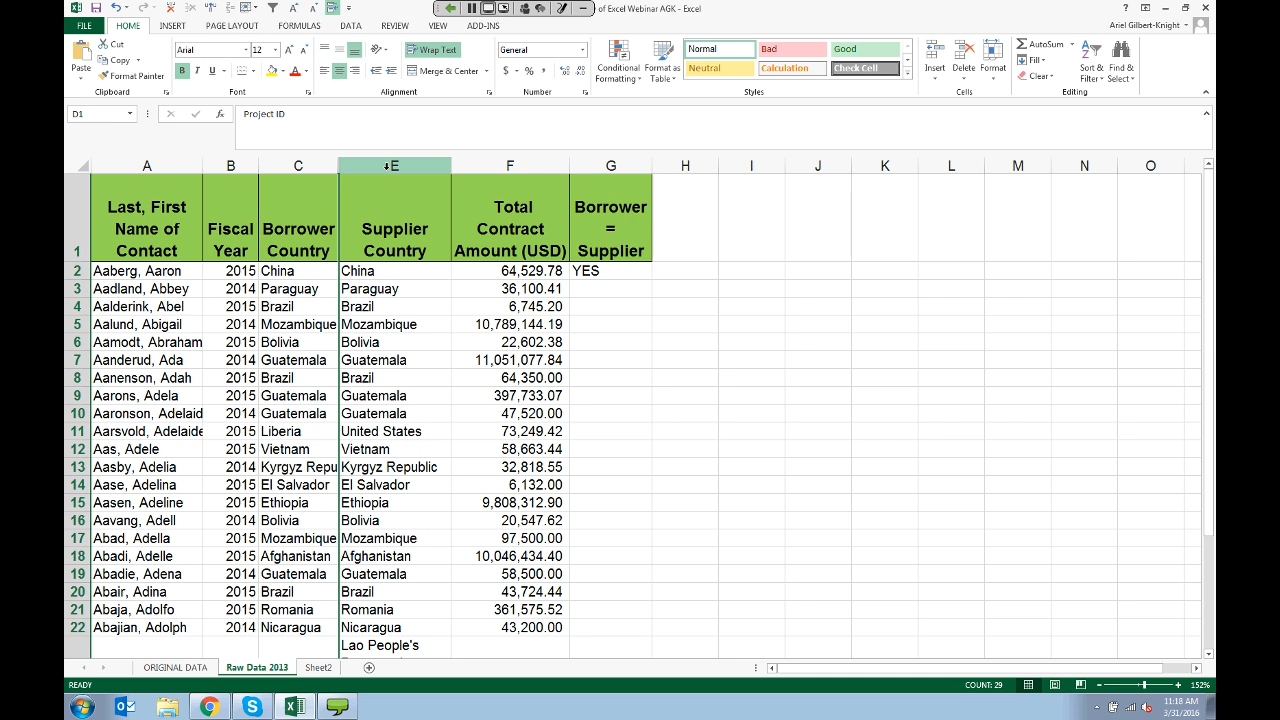 of Excel Webinar AGK - Excel
FILE HOME INSERT PAGE LAYOUT FORMULAS DATA REVIEW VIEW ADD-INS Ariel Gilbert-Knight
Paste Cut Copy Format Painter Clipboard
Arial 12 B I U Font
Wrap Text Merge & Center Alignment
General $ % , Number
Conditional Formatting Format as Table Normal Bad Good
Neutral Calculation Check Cell Styles
Insert Delete Format Cells
AutoSum Fill Clear Sort & Filter Find & Select Editing
D1 fx Project ID
A B C E F G H I J K L M N O
1 Last, First Name of Contact Fiscal Year Borrower Country Supplier Country Total Contract Amount (USD) Borrower = Supplier
2 Aaberg, Aaron 2015 China China 64,529.78 YES
3 Aadland, Abbey 2014 Paraguay Paraguay 36,100.41
4 Aalderink, Abel 2015 Brazil Brazil 6,745.20
5 Aalund, Abigail 2014 Mozambique Mozambique 10,789,144.19
6 Aamodt, Abraham 2015 Bolivia Bolivia 22,602.38
7 Aanderud, Ada 2014 Guatemala Guatemala 11,051,077.84
8 Aanenson, Adah 2015 Brazil Brazil 64,350.00
9 Aarons, Adela 2015 Guatemala Guatemala 397,733.07
10 Aaronson, Adelaid 2014 Guatemala Guatemala 47,520.00
11 Aarsvold, Adelaide 2015 Liberia United States 73,249.42
12 Aas, Adele 2015 Vietnam Vietnam 58,663.44
13 Aasby, Adelia 2014 Kyrgyz Repu Kyrgyz Republic 32,818.55
14 Aase, Adelina 2015 El Salvador El Salvador 6,132.00
15 Aasen, Adeline 2015 Ethiopia Ethiopia 9,808,312.90
16 Aavang, Adell 2014 Bolivia Bolivia 20,547.62
17 Abad, Adella 2015 Mozambique Mozambique 97,500.00
18 Abadi, Adelle 2015 Afghanistan Afghanistan 10,046,434.40
19 Abadie, Adena 2014 Guatemala Guatemala 58,500.00
20 Abair, Adina 2015 Brazil Brazil 43,724.44
21 Abaja, Adolfo 2015 Romania Romania 361,575.52
22 Abajian, Adolph 2014 Nicaragua Nicaragua 43,200.00
Lao People's
ORIGINAL DATA Raw Data 2013 Sheet2
READY COUNT: 29 152%
11:18 AM
3/31/2016